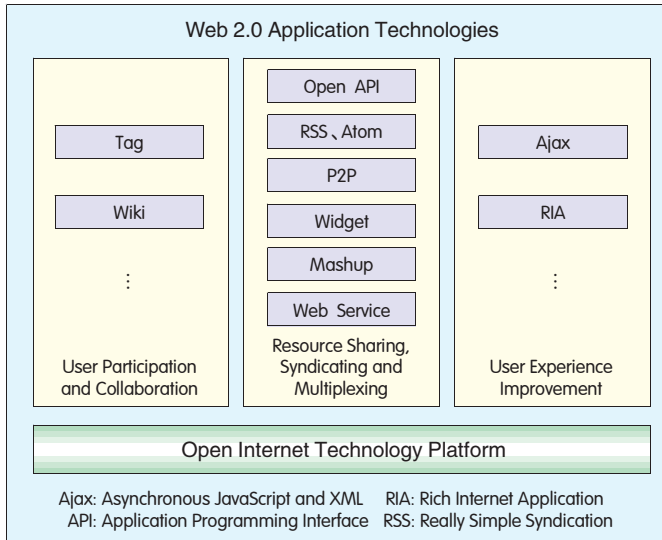 Web 2.0 Application Technologies
Tag
Wiki
⋮
User Participation
and Collaboration
Open API
RSS、Atom
P2P
Widget
Mashup
Web Service
Resource Sharing,
Syndicating and
Multiplexing
Ajax
RIA
⋮
User Experience
Improvement
Open Internet Technology Platform
Ajax: Asynchronous JavaScript and XML RIA: Rich Internet Application
API: Application Programming Interface RSS: Really Simple Syndication